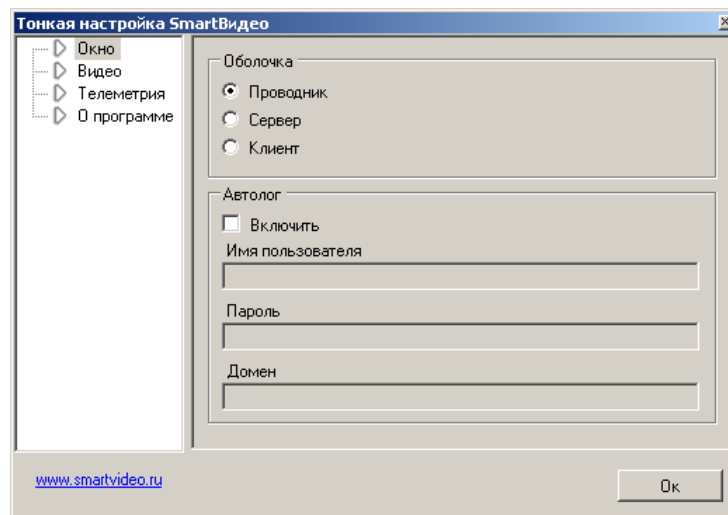 Тонкая настройка SmartВидео
Окно
Видео
Телеметрия
О программе
Оболочка
Проводник
Сервер
Клиент
Автолог
Включить
Имя пользователя
Пароль
Домен
www.smartvideo.ru
Ок